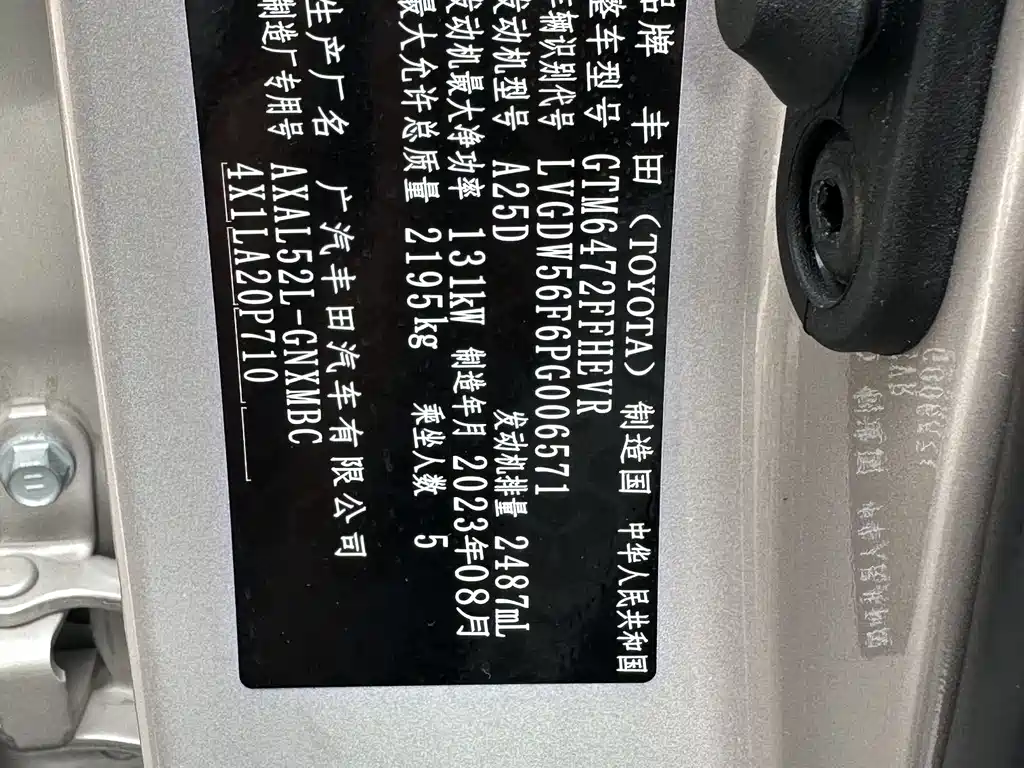 品牌 丰田（TOYOTA） 制造国 中华人民共和国
整车型号 GTM6472FFHEVR
车辆识别代号 LVGDW56F6PG006571
发动机型号 A25D 发动机排量 2487mL
发动机最大净功率 131kW 制造年月 2023年08月
最大允许总质量 2195kg 乘坐人数 5
生产厂名 广汽丰田汽车有限公司
制造厂专用号 AXAL52L-GNXMBC
4X1LA20P710